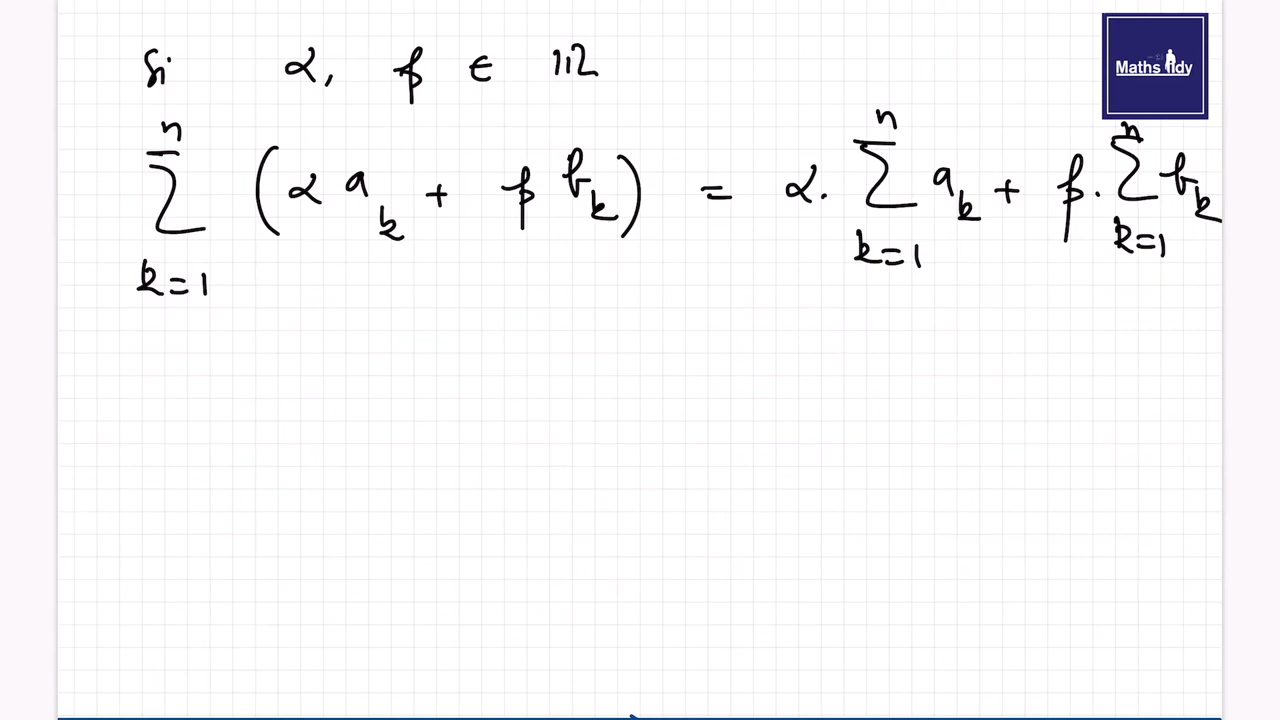 Si α, β ∈ ℝ
n n n
∑ (α a_k + β b_k) = α. ∑ a_k + β. ∑ b_k
k=1 k=1 k=1
Maths